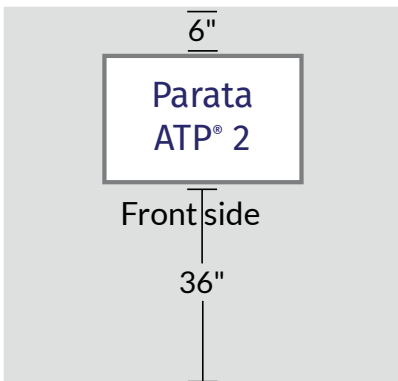 6"
Parata
ATP® 2
Front side
36"